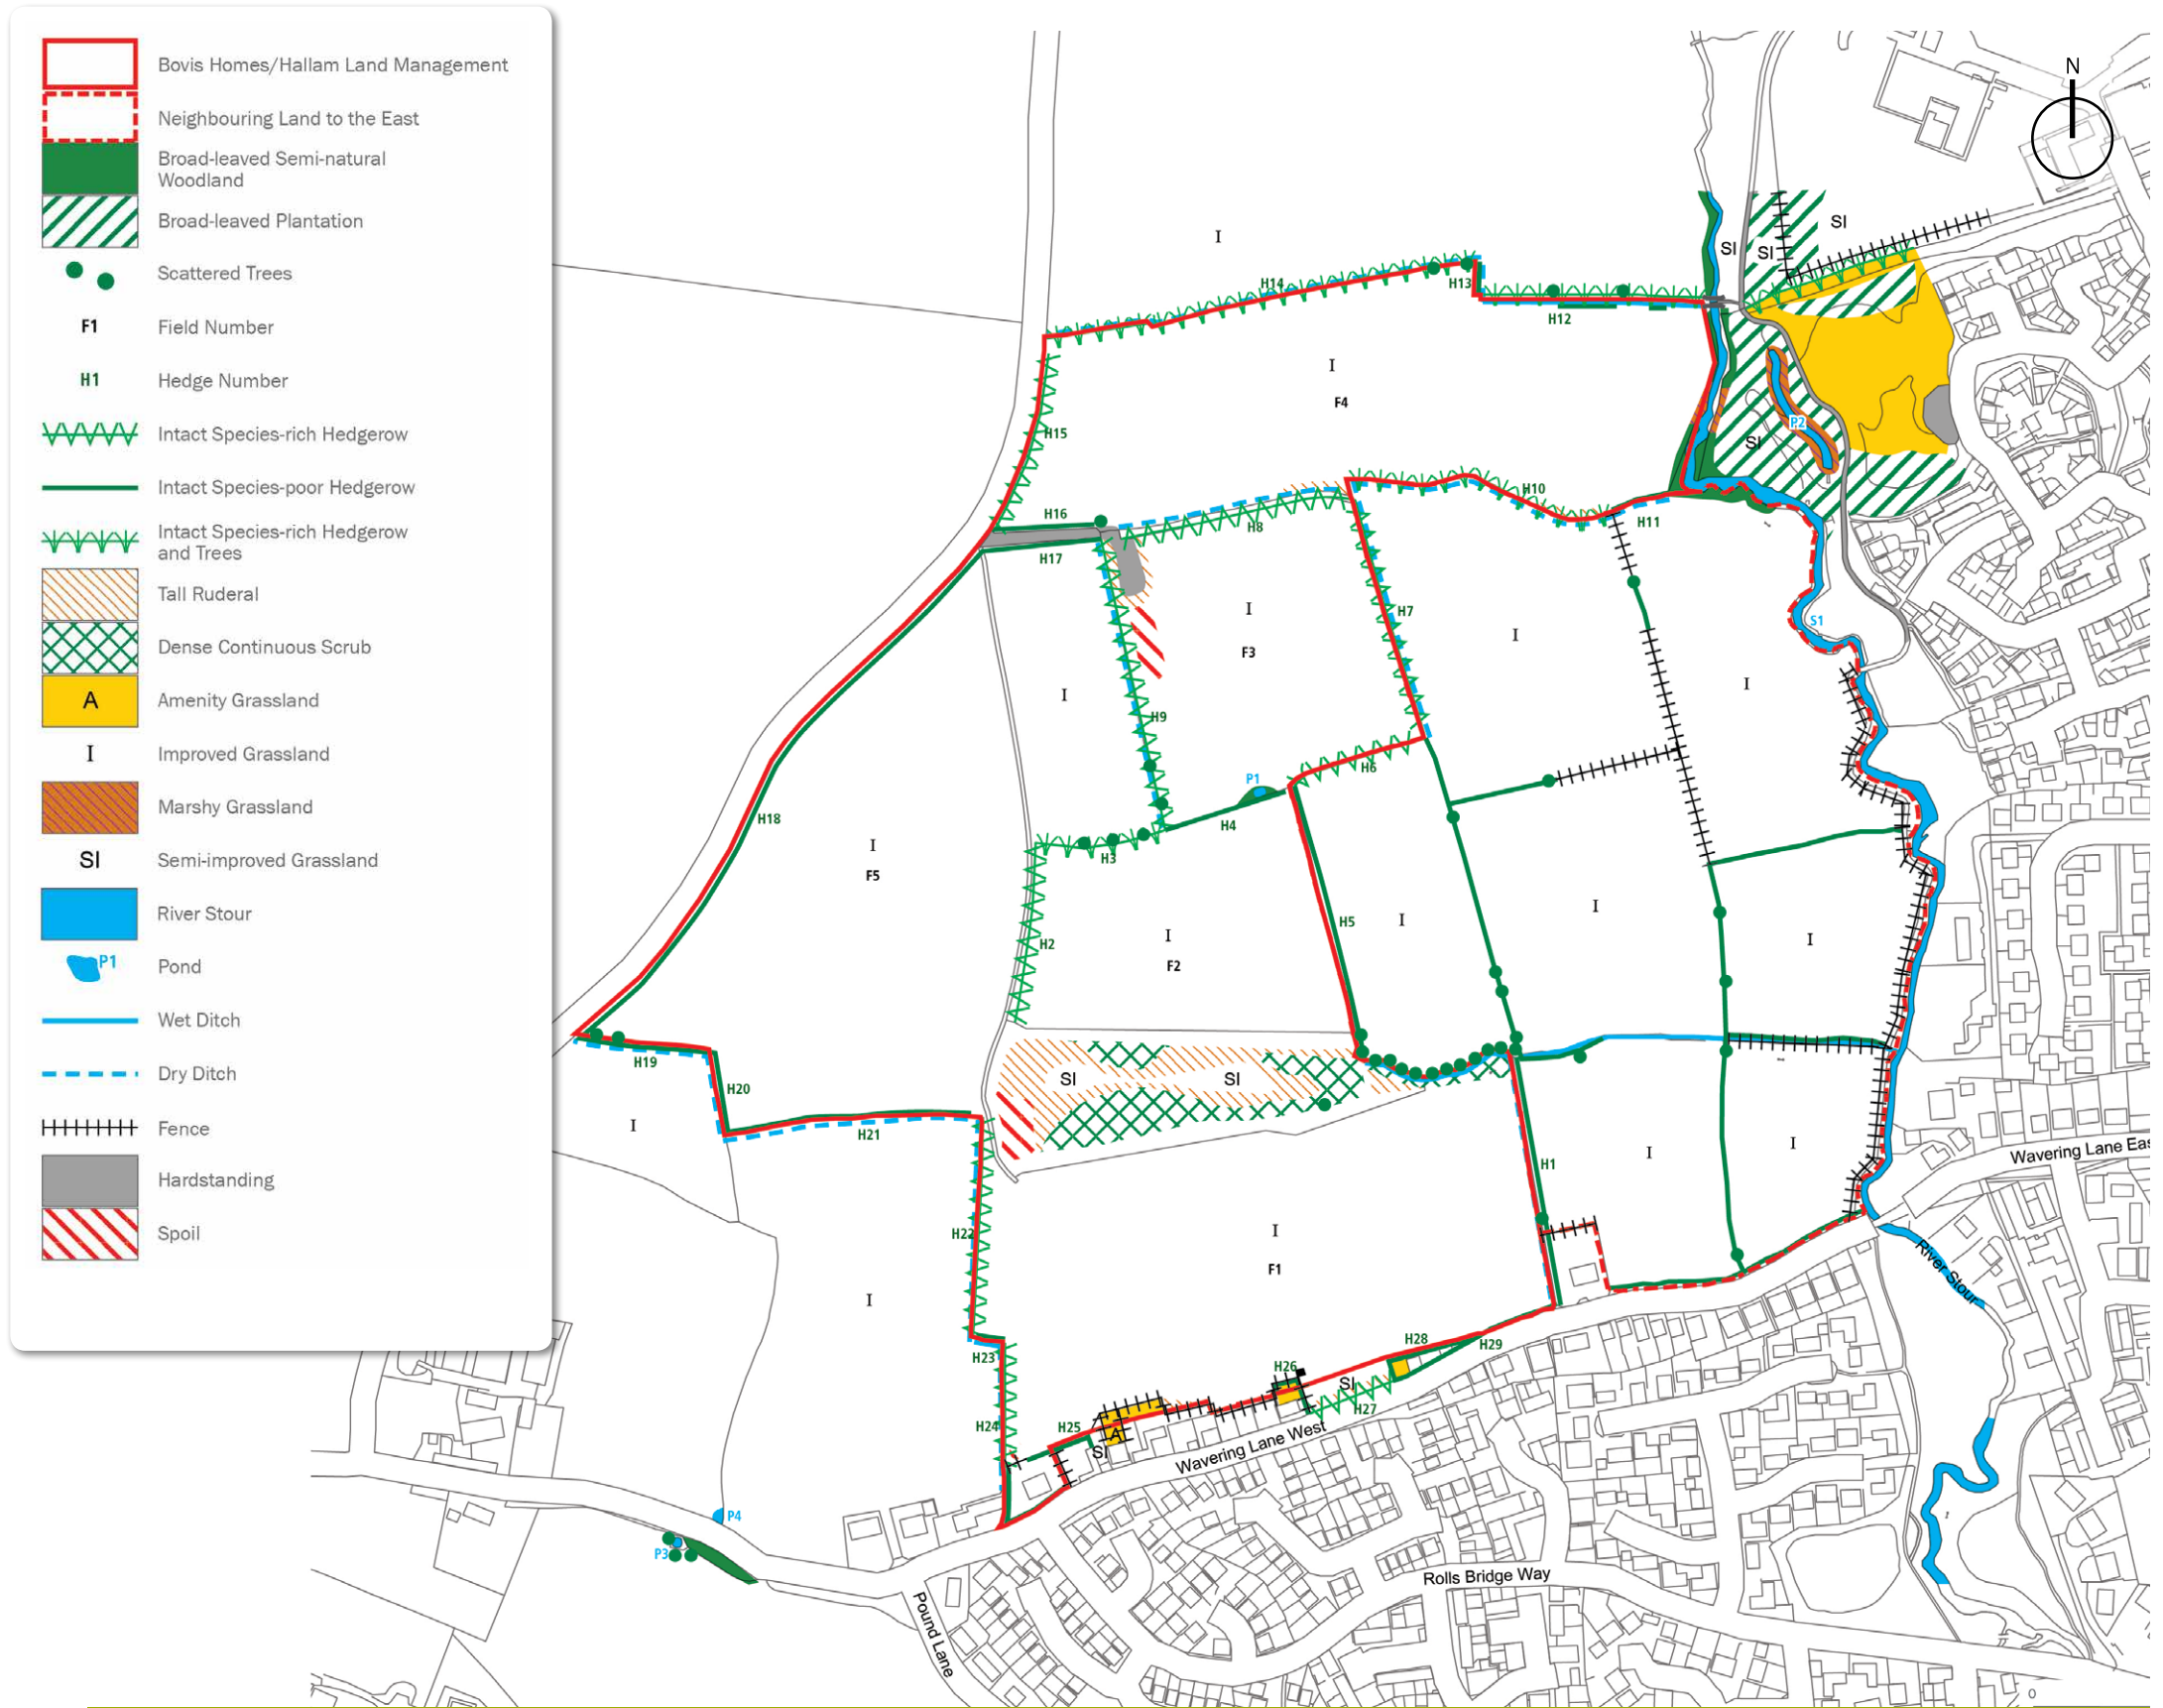 Bovis Homes/Hallam Land Management
Neighbouring Land to the East
Broad-leaved Semi-natural
Woodland
Broad-leaved Plantation
Scattered Trees
F1 Field Number
H1 Hedge Number
Intact Species-rich Hedgerow
Intact Species-poor Hedgerow
Intact Species-rich Hedgerow
and Trees
Tall Ruderal
Dense Continuous Scrub
A Amenity Grassland
I Improved Grassland
Marshy Grassland
SI Semi-improved Grassland
River Stour
P1 Pond
Wet Ditch
Dry Ditch
Fence
Hardstanding
Spoil
N
I
SI
SI
SI
H14
H13
H12
I
F4
H15
P2
SI
H10
H11
H16
H8
H17
I
F3
H7
I
S1
I
I
H9
H6
P1
H18
H4
H3
I
F5
I
H5
I
I
I
F2
H2
H19
SI
SI
H20
I
H21
I
I
H1
Wavering Lane Eas
I
F1
H22
River Stour
I
H23
H28
H29
H26
SI
H27
H24
H25
A
SI
Wavering Lane West
P4
P3
Rolls Bridge Way
Pound Lane